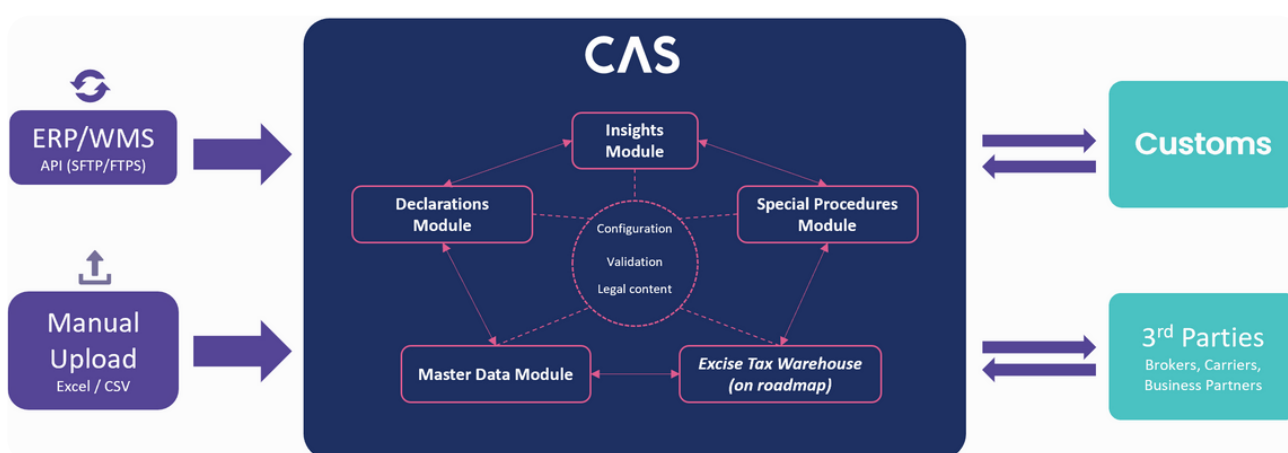 CAS
ERP/WMS
API (SFTP/FTPS)
Manual
Upload
Excel / CSV
Insights
Module
Declarations
Module
Special Procedures
Module
Configuration
Validation
Legal content
Master Data Module
Excise Tax Warehouse
(on roadmap)
Customs
3rd Parties
Brokers, Carriers,
Business Partners